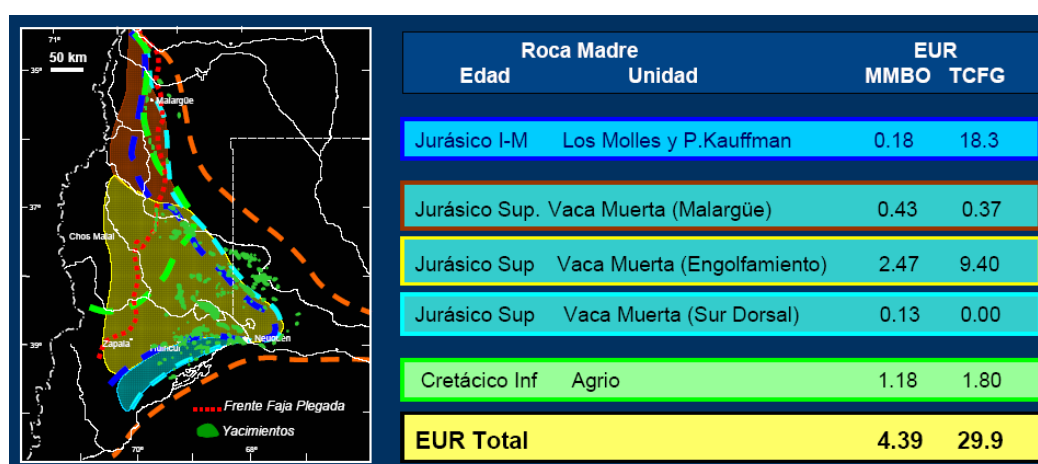 71°
50 km
35°
Malargüe
37°
Chos Malal
39°
Zapala
Huincul
Neuquén
Frente Faja Plegada
Yacimientos
70°
68°
Roca Madre EUR
Edad Unidad MMBO TCFG
Jurásico I-M Los Molles y P.Kauffman 0.18 18.3
Jurásico Sup. Vaca Muerta (Malargüe) 0.43 0.37
Jurásico Sup Vaca Muerta (Engolfamiento) 2.47 9.40
Jurásico Sup Vaca Muerta (Sur Dorsal) 0.13 0.00
Cretácico Inf Agrio 1.18 1.80
EUR Total 4.39 29.9